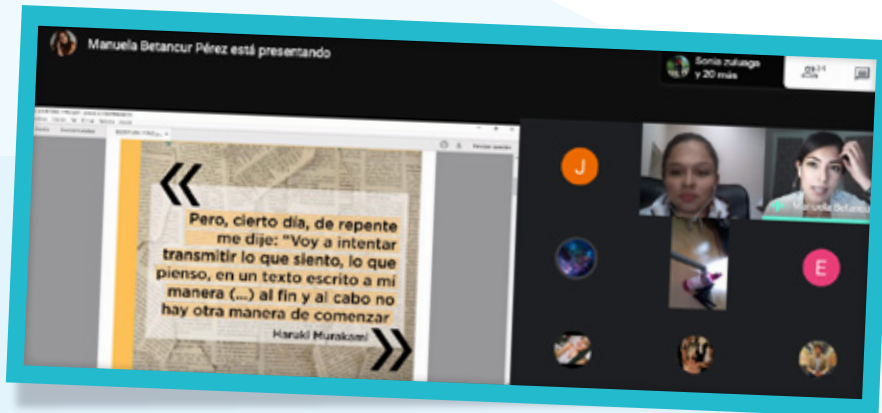 Manuela Betancur Pérez está presentando
Sonia zuluaga
y 20 más
Pero, cierto día, de repente
me dije: "Voy a intentar
transmitir lo que siento, lo que
pienso, en un texto escrito a mi
manera (...) al fin y al cabo no
hay otra manera de comenzar
Haruki Murakami
J
Manuela Betancur
E